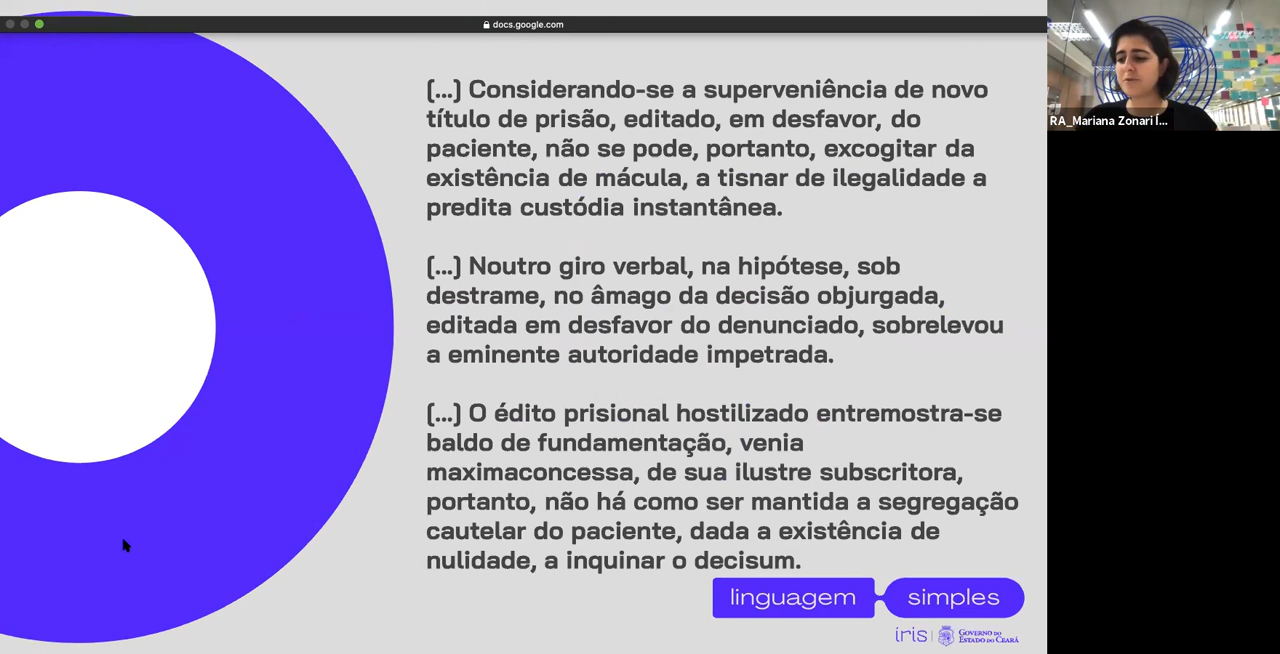 docs.google.com
(...) Considerando-se a superveniência de novo
título de prisão, editado, em desfavor, do
paciente, não se pode, portanto, excogitar da
existência de mácula, a tisnar de ilegalidade a
predita custódia instantânea.
(...) Noutro giro verbal, na hipótese, sob
destrame, no âmago da decisão objurgada,
editada em desfavor do denunciado, sobrelevou
a eminente autoridade impetrada.
(...) O édito prisional hostilizado entremostra-se
baldo de fundamentação, venia
maximaconcessa, de sua ilustre subscritora,
portanto, não há como ser mantida a segregação
cautelar do paciente, dada a existência de
nulidade, a inquinar o decisum.
linguagem simples
íris
GOVERNO DO
ESTADO DO CEARÁ
RA_Mariana Zonari Í...